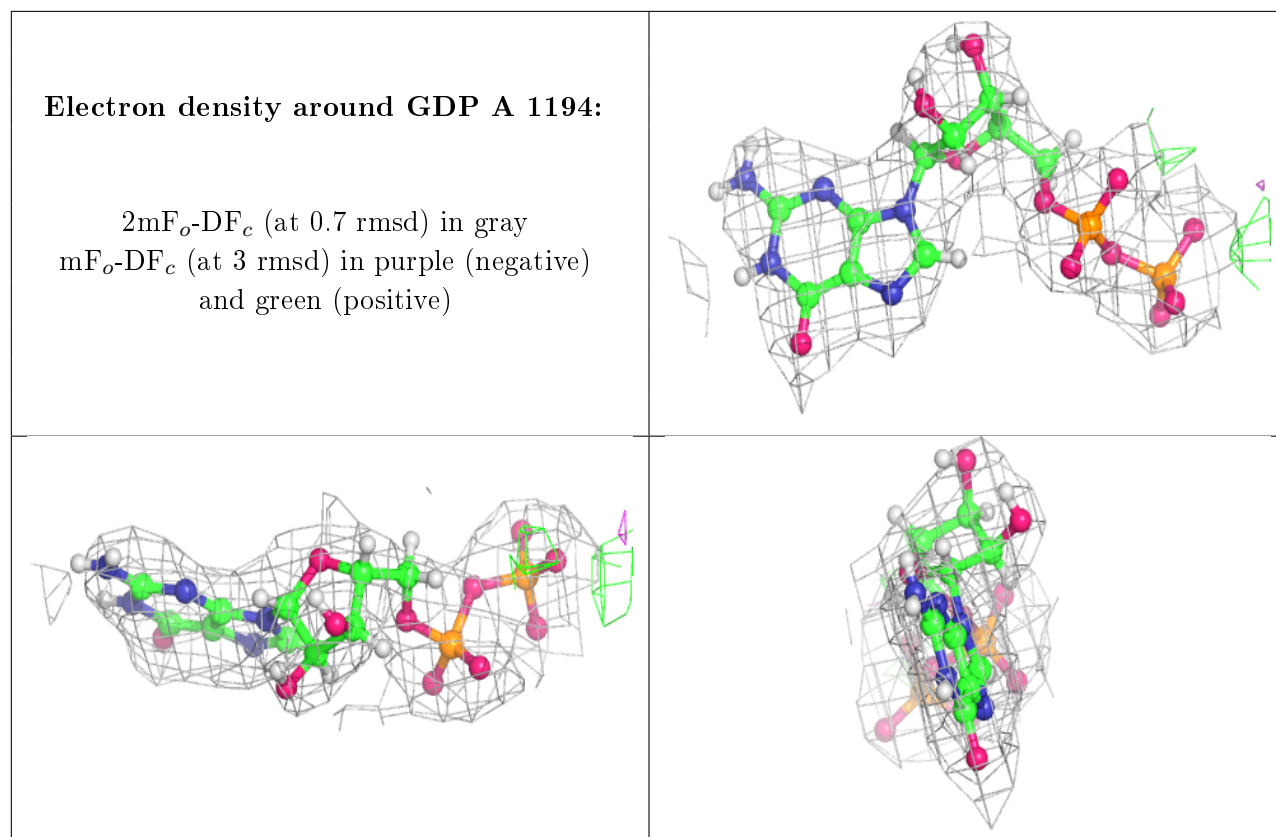 Electron density around GDP A 1194:
2mFₒ-DF𝒸 (at 0.7 rmsd) in gray
mFₒ-DF𝒸 (at 3 rmsd) in purple (negative)
and green (positive)